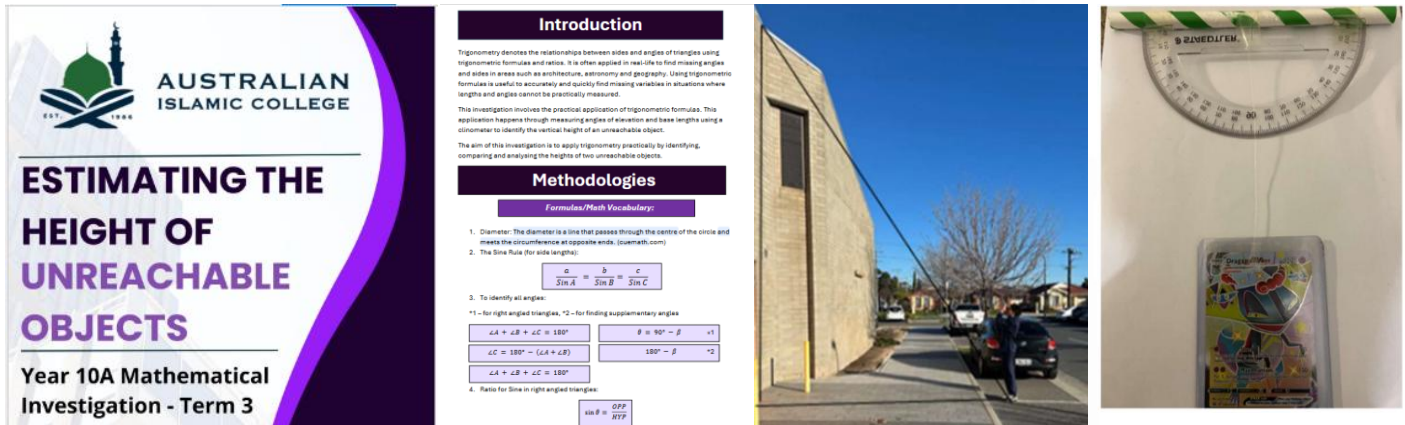 EST. 1986
AUSTRALIAN
ISLAMIC COLLEGE
ESTIMATING THE
HEIGHT OF
UNREACHABLE
OBJECTS
Year 10A Mathematical
Investigation - Term 3
Introduction
Trigonometry denotes the relationships between sides and angles of triangles using
trigonometric formulas and ratios. It is often applied in real-life to find missing angles
and sides in areas such as architecture, astronomy and geography. Using trigonometric
formulas is useful to accurately and quickly find missing variables in situations where
lengths and angles cannot be practically measured.
This investigation involves the practical application of trigonometric formulas. This
application happens through measuring angles of elevation and base lengths using a
clinometer to identify the vertical height of an unreachable object.
The aim of this investigation is to apply trigonometry practically by identifying,
comparing and analysing the heights of two unreachable objects.
Methodologies
Formulas/Math Vocabulary:
1. Diameter: The diameter is a line that passes through the centre of the circle and
meets the circumference at opposite ends. (cuemath.com)
2. The Sine Rule (for side lengths):
a/Sin A = b/Sin B = c/Sin C
3. To identify all angles:
*1 – for right angled triangles, *2 – for finding supplementary angles
∠A + ∠B + ∠C = 180°
θ = 90° − β *1
∠C = 180° − (∠A + ∠B)
180° − β *2
∠A + ∠B + ∠C = 180°
4. Ratio for Sine in right angled triangles:
sin θ = OPP/HYP
STAEDTLER
90